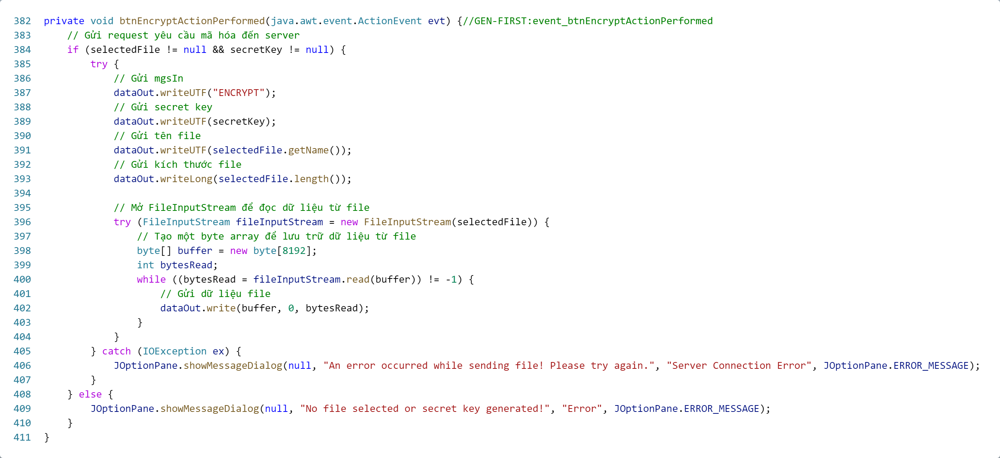 382 private void btnEncryptActionPerformed(java.awt.event.ActionEvent evt) {//GEN-FIRST:event_btnEncryptActionPerformed
383     // Gửi request yêu cầu mã hóa đến server
384     if (selectedFile != null && secretKey != null) {
385         try {
386             // Gửi mgsIn
387             dataOut.writeUTF("ENCRYPT");
388             // Gửi secret key
389             dataOut.writeUTF(secretKey);
390             // Gửi tên file
391             dataOut.writeUTF(selectedFile.getName());
392             // Gửi kích thước file
393             dataOut.writeLong(selectedFile.length());
394
395             // Mở FileInputStream để đọc dữ liệu từ file
396             try (FileInputStream fileInputStream = new FileInputStream(selectedFile)) {
397                 // Tạo một byte array để lưu trữ dữ liệu từ file
398                 byte[] buffer = new byte[8192];
399                 int bytesRead;
400                 while ((bytesRead = fileInputStream.read(buffer)) != -1) {
401                     // Gửi dữ liệu file
402                     dataOut.write(buffer, 0, bytesRead);
403                 }
404             }
405         } catch (IOException ex) {
406             JOptionPane.showMessageDialog(null, "An error occurred while sending file! Please try again.", "Server Connection Error", JOptionPane.ERROR_MESSAGE);
407         }
408     } else {
409         JOptionPane.showMessageDialog(null, "No file selected or secret key generated!", "Error", JOptionPane.ERROR_MESSAGE);
410     }
411 }